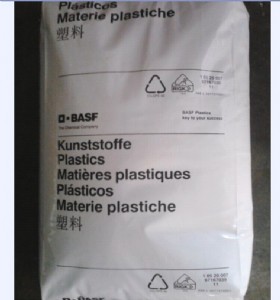 Plásticos
Materie plastiche
塑料
BASF
The Chemical Company
BASF Plastics
key to your success
Kunststoffe
Plastics
Matières plastiques
Plásticos
Materie plastiche
塑料
BASF